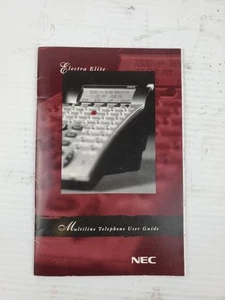 Electra Elite
Multiline Telephone User Guide
NEC